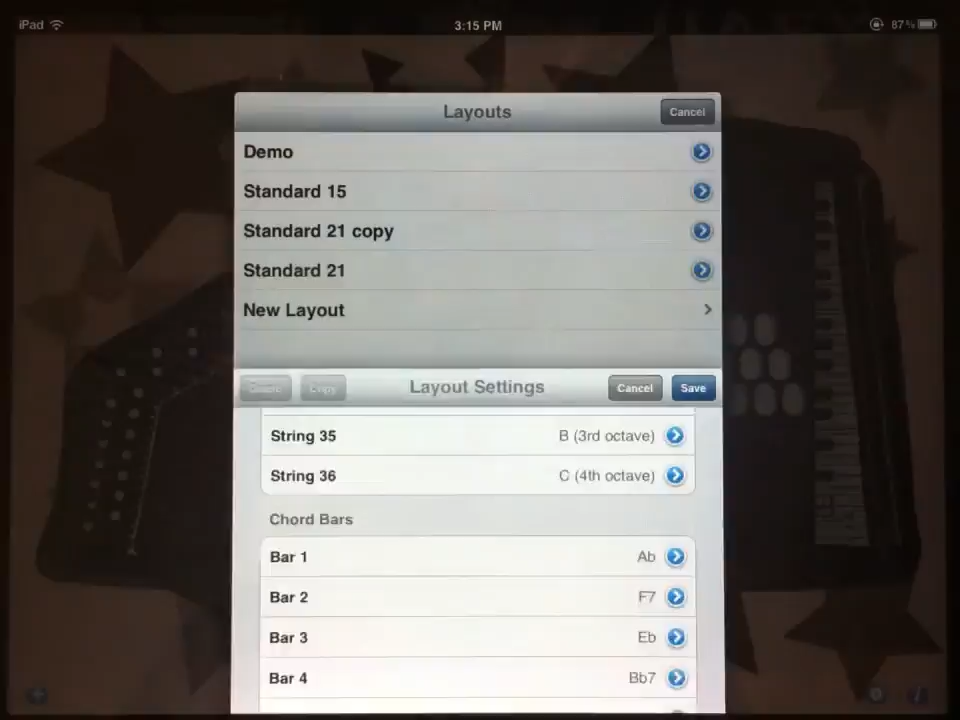 iPad 3:15 PM 87%
Layouts Cancel
Demo
Standard 15
Standard 21 copy
Standard 21
New Layout
Copy Layout Settings Cancel Save
String 35 B (3rd octave)
String 36 C (4th octave)
Chord Bars
Bar 1 Ab
Bar 2 F7
Bar 3 Eb
Bar 4 Bb7